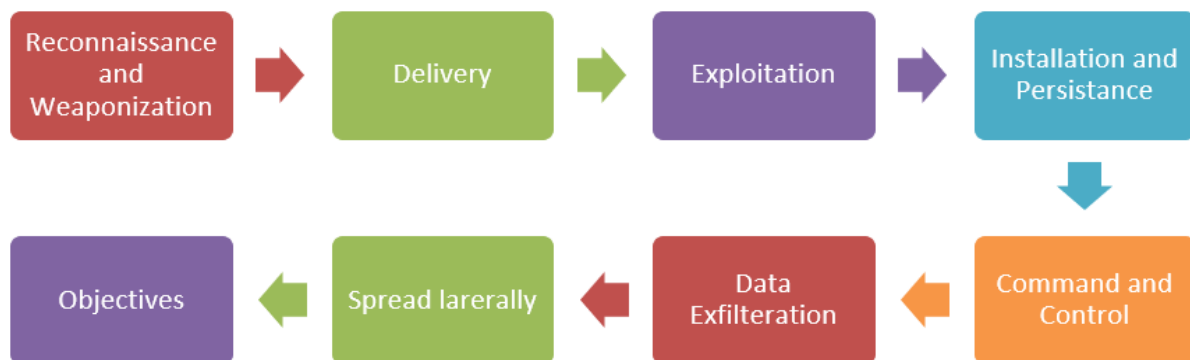 Reconnaissance
and
Weaponization
Delivery
Exploitation
Installation and
Persistance
Command and
Control
Data
Exfilteration
Spread larerally
Objectives